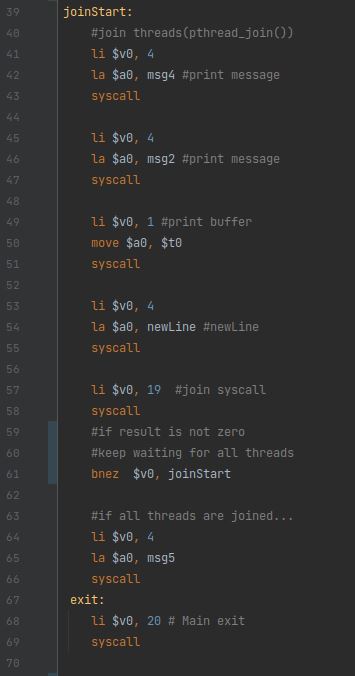 39 joinStart:
40 #join threads(pthread_join())
41 li $v0, 4
42 la $a0, msg4 #print message
43 syscall
44
45 li $v0, 4
46 la $a0, msg2 #print message
47 syscall
48
49 li $v0, 1 #print buffer
50 move $a0, $t0
51 syscall
52
53 li $v0, 4
54 la $a0, newLine #newLine
55 syscall
56
57 li $v0, 19  #join syscall
58 syscall
59 #if result is not zero
60 #keep waiting for all threads
61 bnez  $v0, joinStart
62
63 #if all threads are joined...
64 li $v0, 4
65 la $a0, msg5
66 syscall
67 exit:
68 li $v0, 20 # Main exit
69 syscall
70